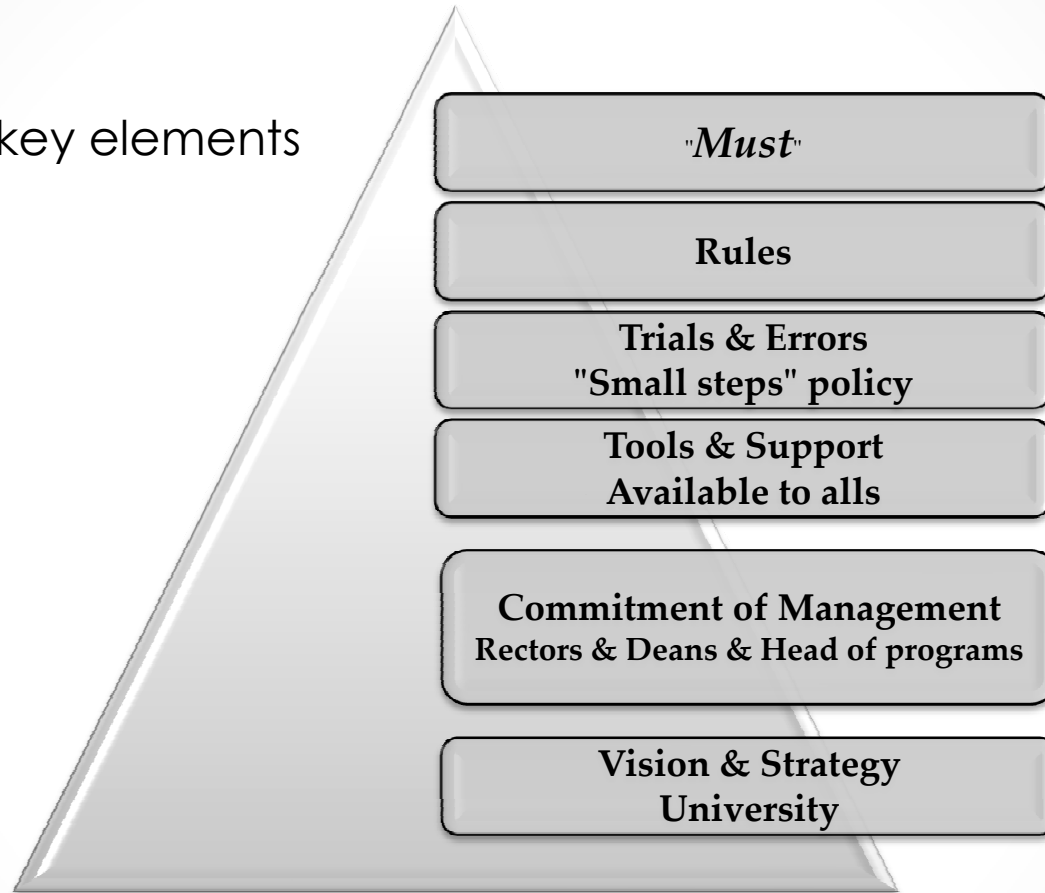 key elements
"Must"
Rules
Trials & Errors
"Small steps" policy
Tools & Support
Available to alls
Commitment of Management
Rectors & Deans & Head of programs
Vision & Strategy
University